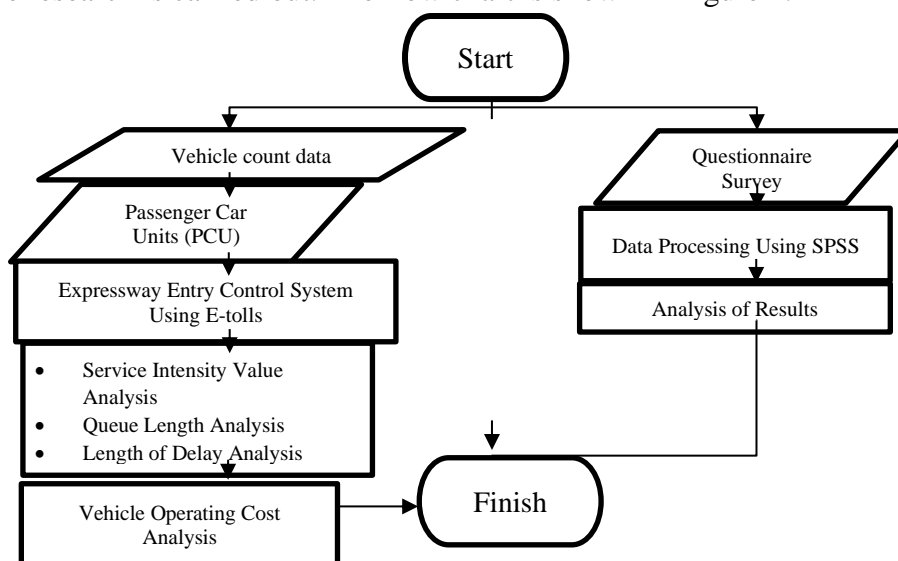 Start
Vehicle count data
Passenger Car
Units (PCU)
Expressway Entry Control System
Using E-tolls
• Service Intensity Value
Analysis
• Queue Length Analysis
• Length of Delay Analysis
Vehicle Operating Cost
Analysis
Questionnaire
Survey
Data Processing Using SPSS
Analysis of Results
Finish